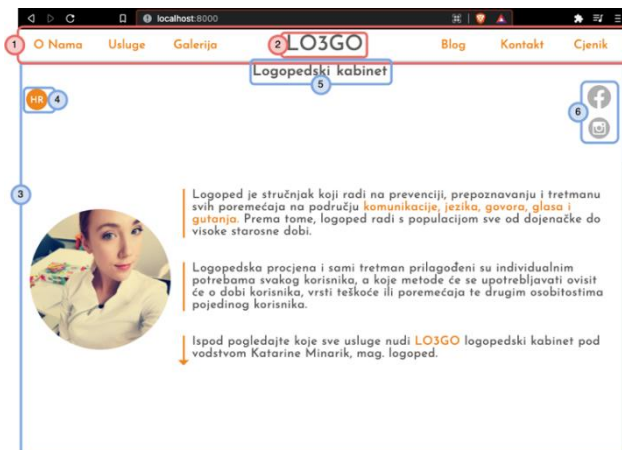 localhost:8000
1 O Nama Usluge Galerija 2 LO3GO Blog Kontakt Cjenik
Logopedski kabinet
5
HR 4
6
3
Logoped je stručnjak koji radi na prevenciji, prepoznavanju i tretmanu
svih poremećaja na području komunikacije, jezika, govora, glasa i
gutanja. Prema tome, logoped radi s populacijom sve od dojenačke do
visoke starosne dobi.
Logopedska procjena i sami tretman prilagođeni su individualnim
potrebama svakog korisnika, a koje metode će se upotrebljavati ovisit
će o dobi korisnika, vrsti teškoće ili poremećaja te drugim osobitostima
pojedinog korisnika.
Ispod pogledajte koje sve usluge nudi LO3GO logopedski kabinet pod
vodstvom Katarine Minarik, mag. logoped.